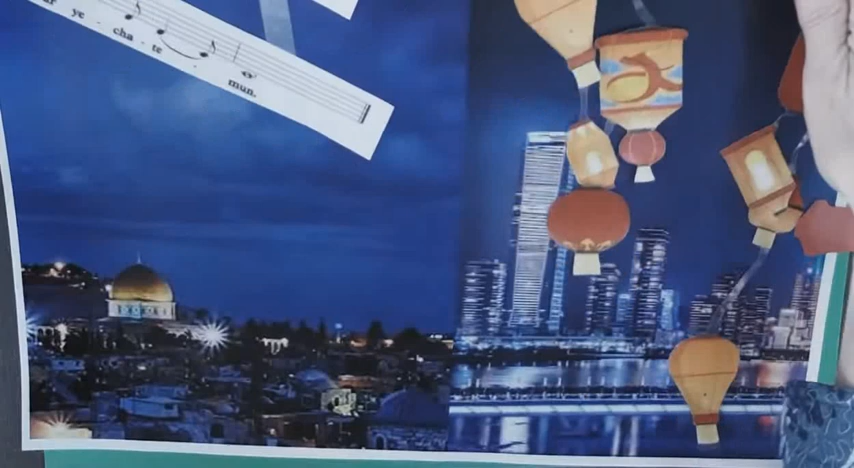 ye - cha - te
mun.